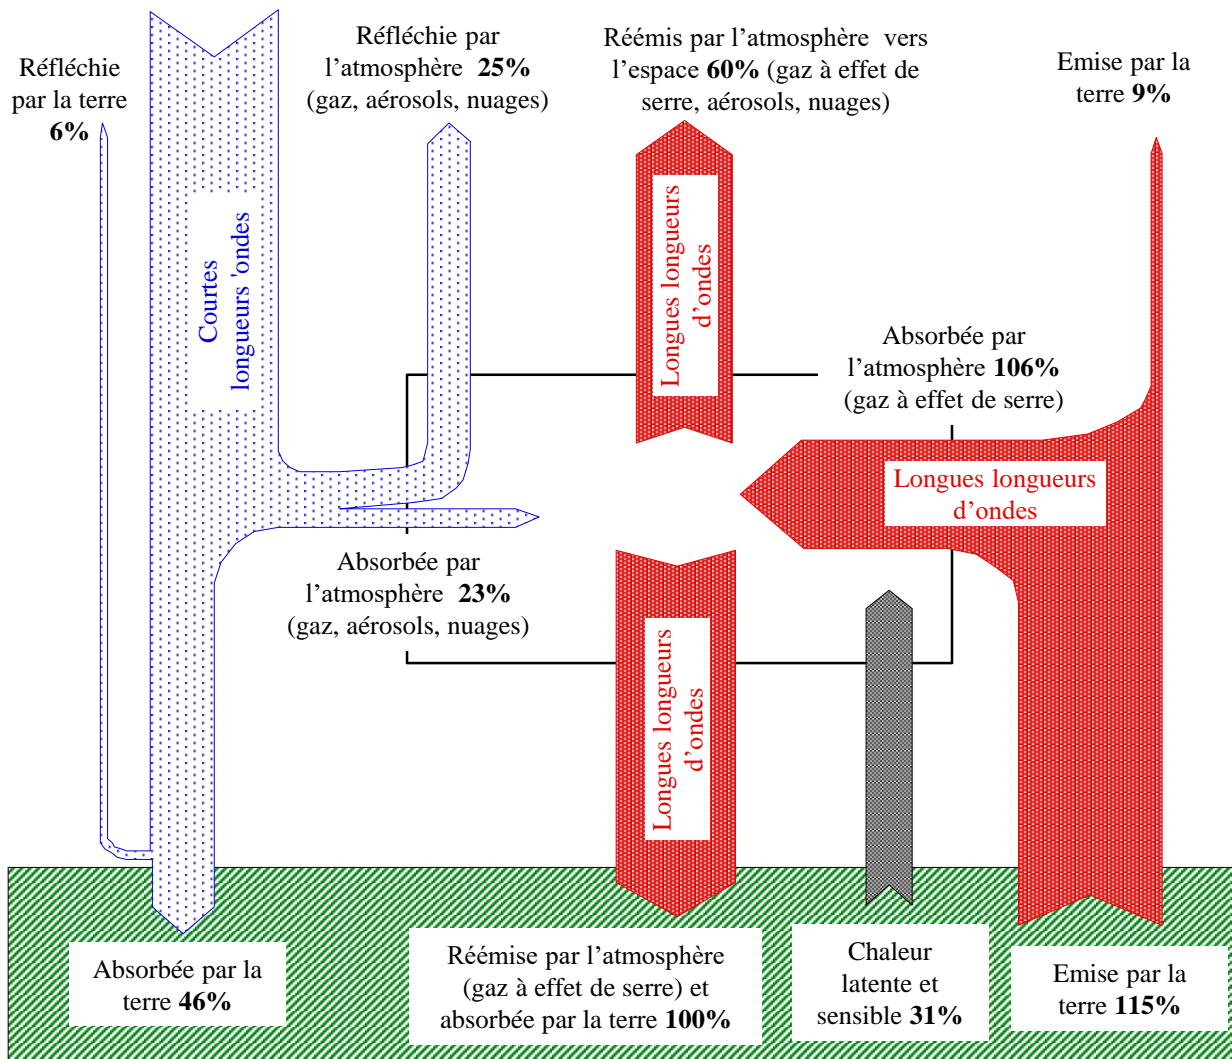 Réfléchie
par la terre
6%
Réfléchie par
l’atmosphère 25%
(gaz, aérosols, nuages)
Réémis par l’atmosphère vers
l’espace 60% (gaz à effet de
serre, aérosols, nuages)
Emise par la
terre 9%
Courtes
longueurs 'ondes
Longues longueurs
d’ondes
Absorbée par
l’atmosphère 106%
(gaz à effet de serre)
Longues longueurs
d’ondes
Absorbée par
l’atmosphère 23%
(gaz, aérosols, nuages)
Longues longueurs
d’ondes
Absorbée par la
terre 46%
Réémise par l’atmosphère
(gaz à effet de serre) et
absorbée par la terre 100%
Chaleur
latente et
sensible 31%
Emise par la
terre 115%